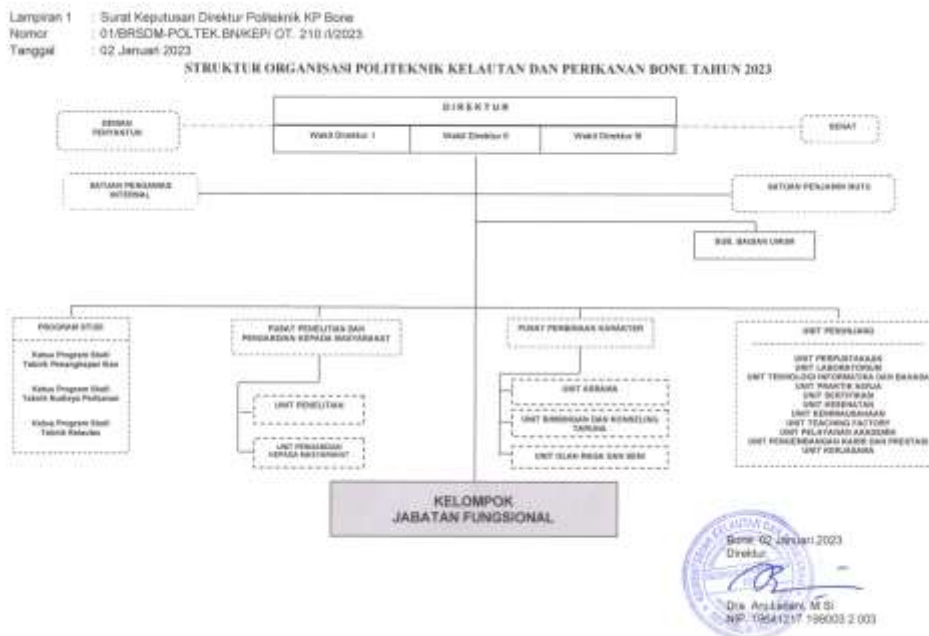 Lampiran 1 : Surat Keputusan Direktur Politeknik KP Bone
Nomor : 01/BRSDM-POLTEK.BN/KEP/ OT. 210 /I/2023
Tanggal : 02 Januari 2023
STRUKTUR ORGANISASI POLITEKNIK KELAUTAN DAN PERIKANAN BONE TAHUN 2023
DIREKTUR
Wakil Direktur I
Wakil Direktur II
Wakil Direktur III
DEWAN
PENYANTUN
SENAT
SATUAN PENGAWAS
INTERNAL
SATUAN PENJAMIN MUTU
SUB. BAGIAN UMUM
PROGRAM STUDI
Ketua Program Studi
Teknik Penangkapan Ikan
Ketua Program Studi
Teknik Budidaya Perikanan
Ketua Program Studi
Teknik Kelautan
PUSAT PENELITIAN DAN
PENGABDIAN KEPADA MASYARAKAT
UNIT PENELITIAN
UNIT PENGABDIAN
KEPADA MASYARAKAT
PUSAT PEMBINAAN KARAKTER
UNIT ASRAMA
UNIT BIMBINGAN DAN KONSELING
TARUNA
UNIT OLAH RAGA DAN SENI
UNIT PENUNJANG
UNIT PERPUSTAKAAN
UNIT LABORATORIUM
UNIT TEKNOLOGI INFORMATIKA DAN BAHASA
UNIT PRAKTIK KERJA
UNIT SERTIFIKASI
UNIT KESEHATAN
UNIT KEWIRAUSAHAAN
UNIT TEACHING FACTORY
UNIT PELAYANAN AKADEMIK
UNIT PENGEMBANGAN KARIR DAN PRESTASI
UNIT KERJASAMA
KELOMPOK
JABATAN FUNGSIONAL
Bone, 02 Januari 2023
Direktur
M.Si
NIP. 19641217 199003 2 003